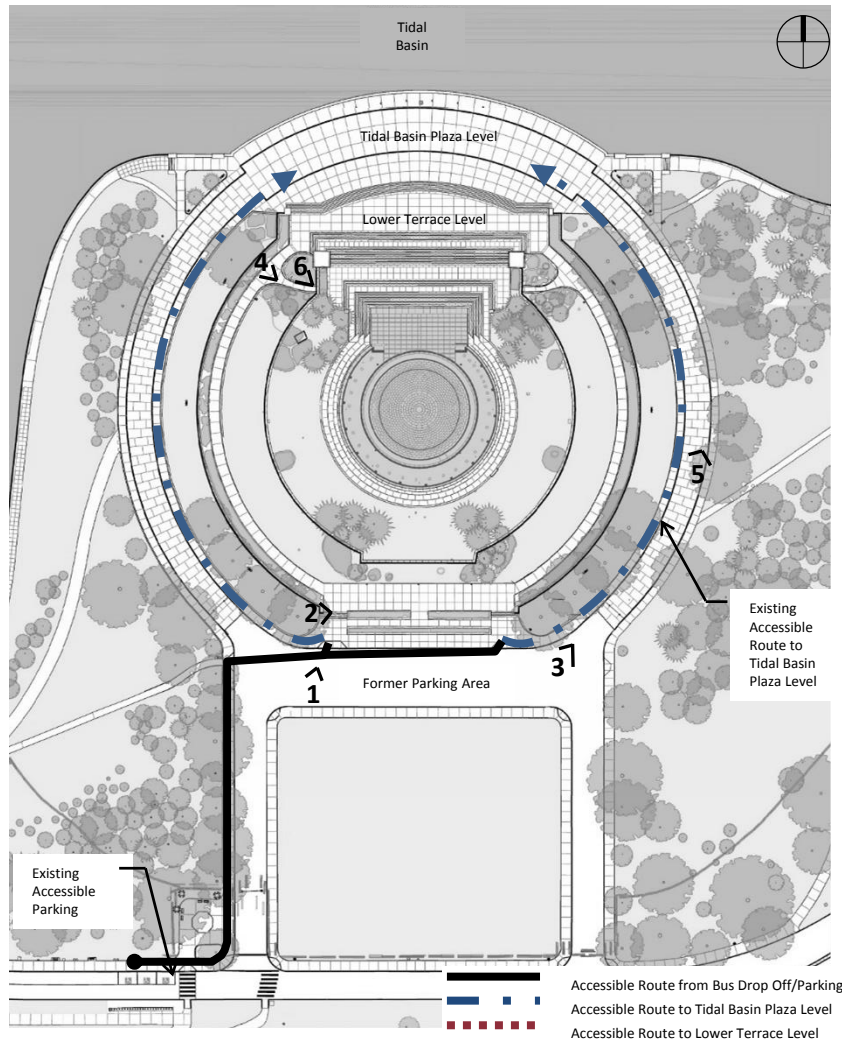 Tidal
Basin
Tidal Basin Plaza Level
Lower Terrace Level
4
6
5
2
Existing
Accessible
Route to
Tidal Basin
Plaza Level
3
1
Former Parking Area
Existing
Accessible
Parking
Accessible Route from Bus Drop Off/Parking
Accessible Route to Tidal Basin Plaza Level
Accessible Route to Lower Terrace Level